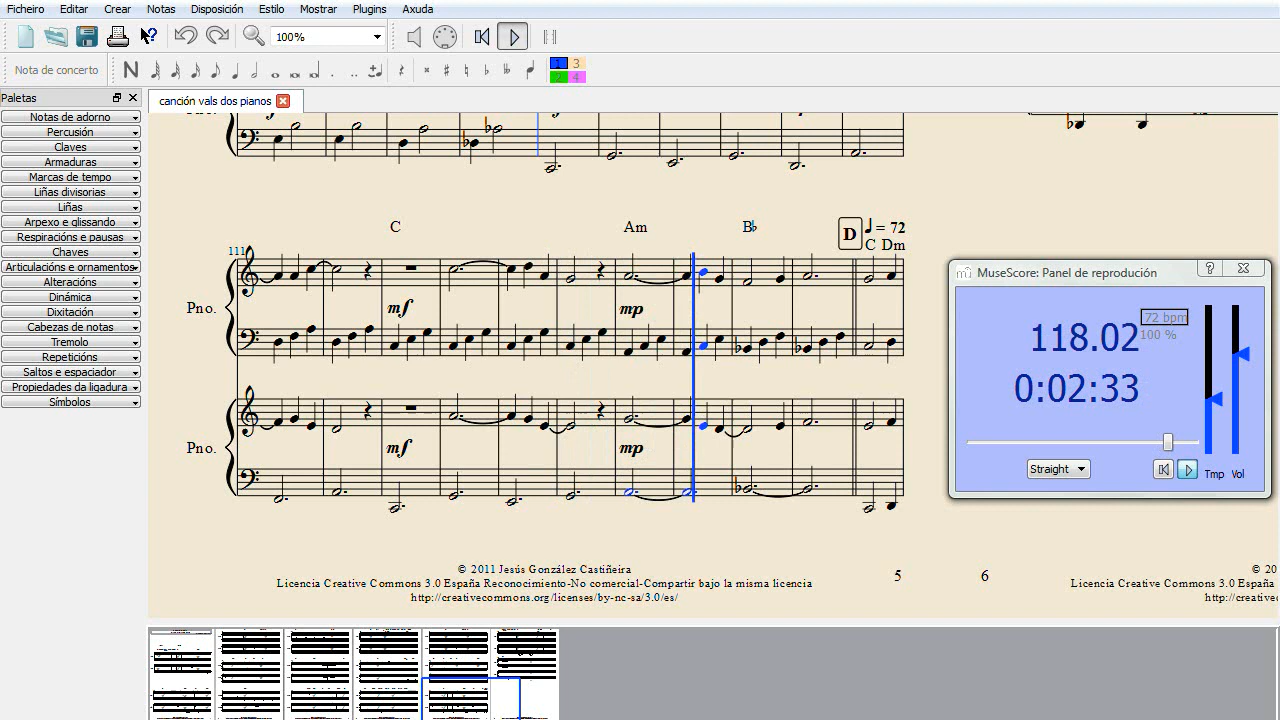 Ficheiro Editar Crear Notas Disposición Estilo Mostrar Plugins Axuda
100%
Nota de concerto N 1 3
2 4
Paletas
canción vals dos pianos
Notas de adorno
Percusión
Claves
Armaduras
Marcas de tempo
Liñas divisorias
Liñas
Arpexo e glissando
Respiracións e pausas
Chaves
Articulacións e ornamentos
Alteracións
Dinámica
Dixitación
Cabezas de notas
Tremolo
Repeticións
Saltos e espaciador
Propiedades da ligadura
Símbolos
C Am B♭ D ♩ = 72
C Dm
111
Pno. mf mp
Pno. mf mp
MuseScore: Panel de reprodución
118.02 72 bpm
100 %
0:02:33
Straight Tmp Vol
© 2011 Jesús González Castiñeira
Licencia Creative Commons 3.0 España Reconocimiento-No comercial-Compartir bajo la misma licencia
http://creativecommons.org/licenses/by-nc-sa/3.0/es/
5 6
© 20
Licencia Creative Commons 3.0 España
http://creative